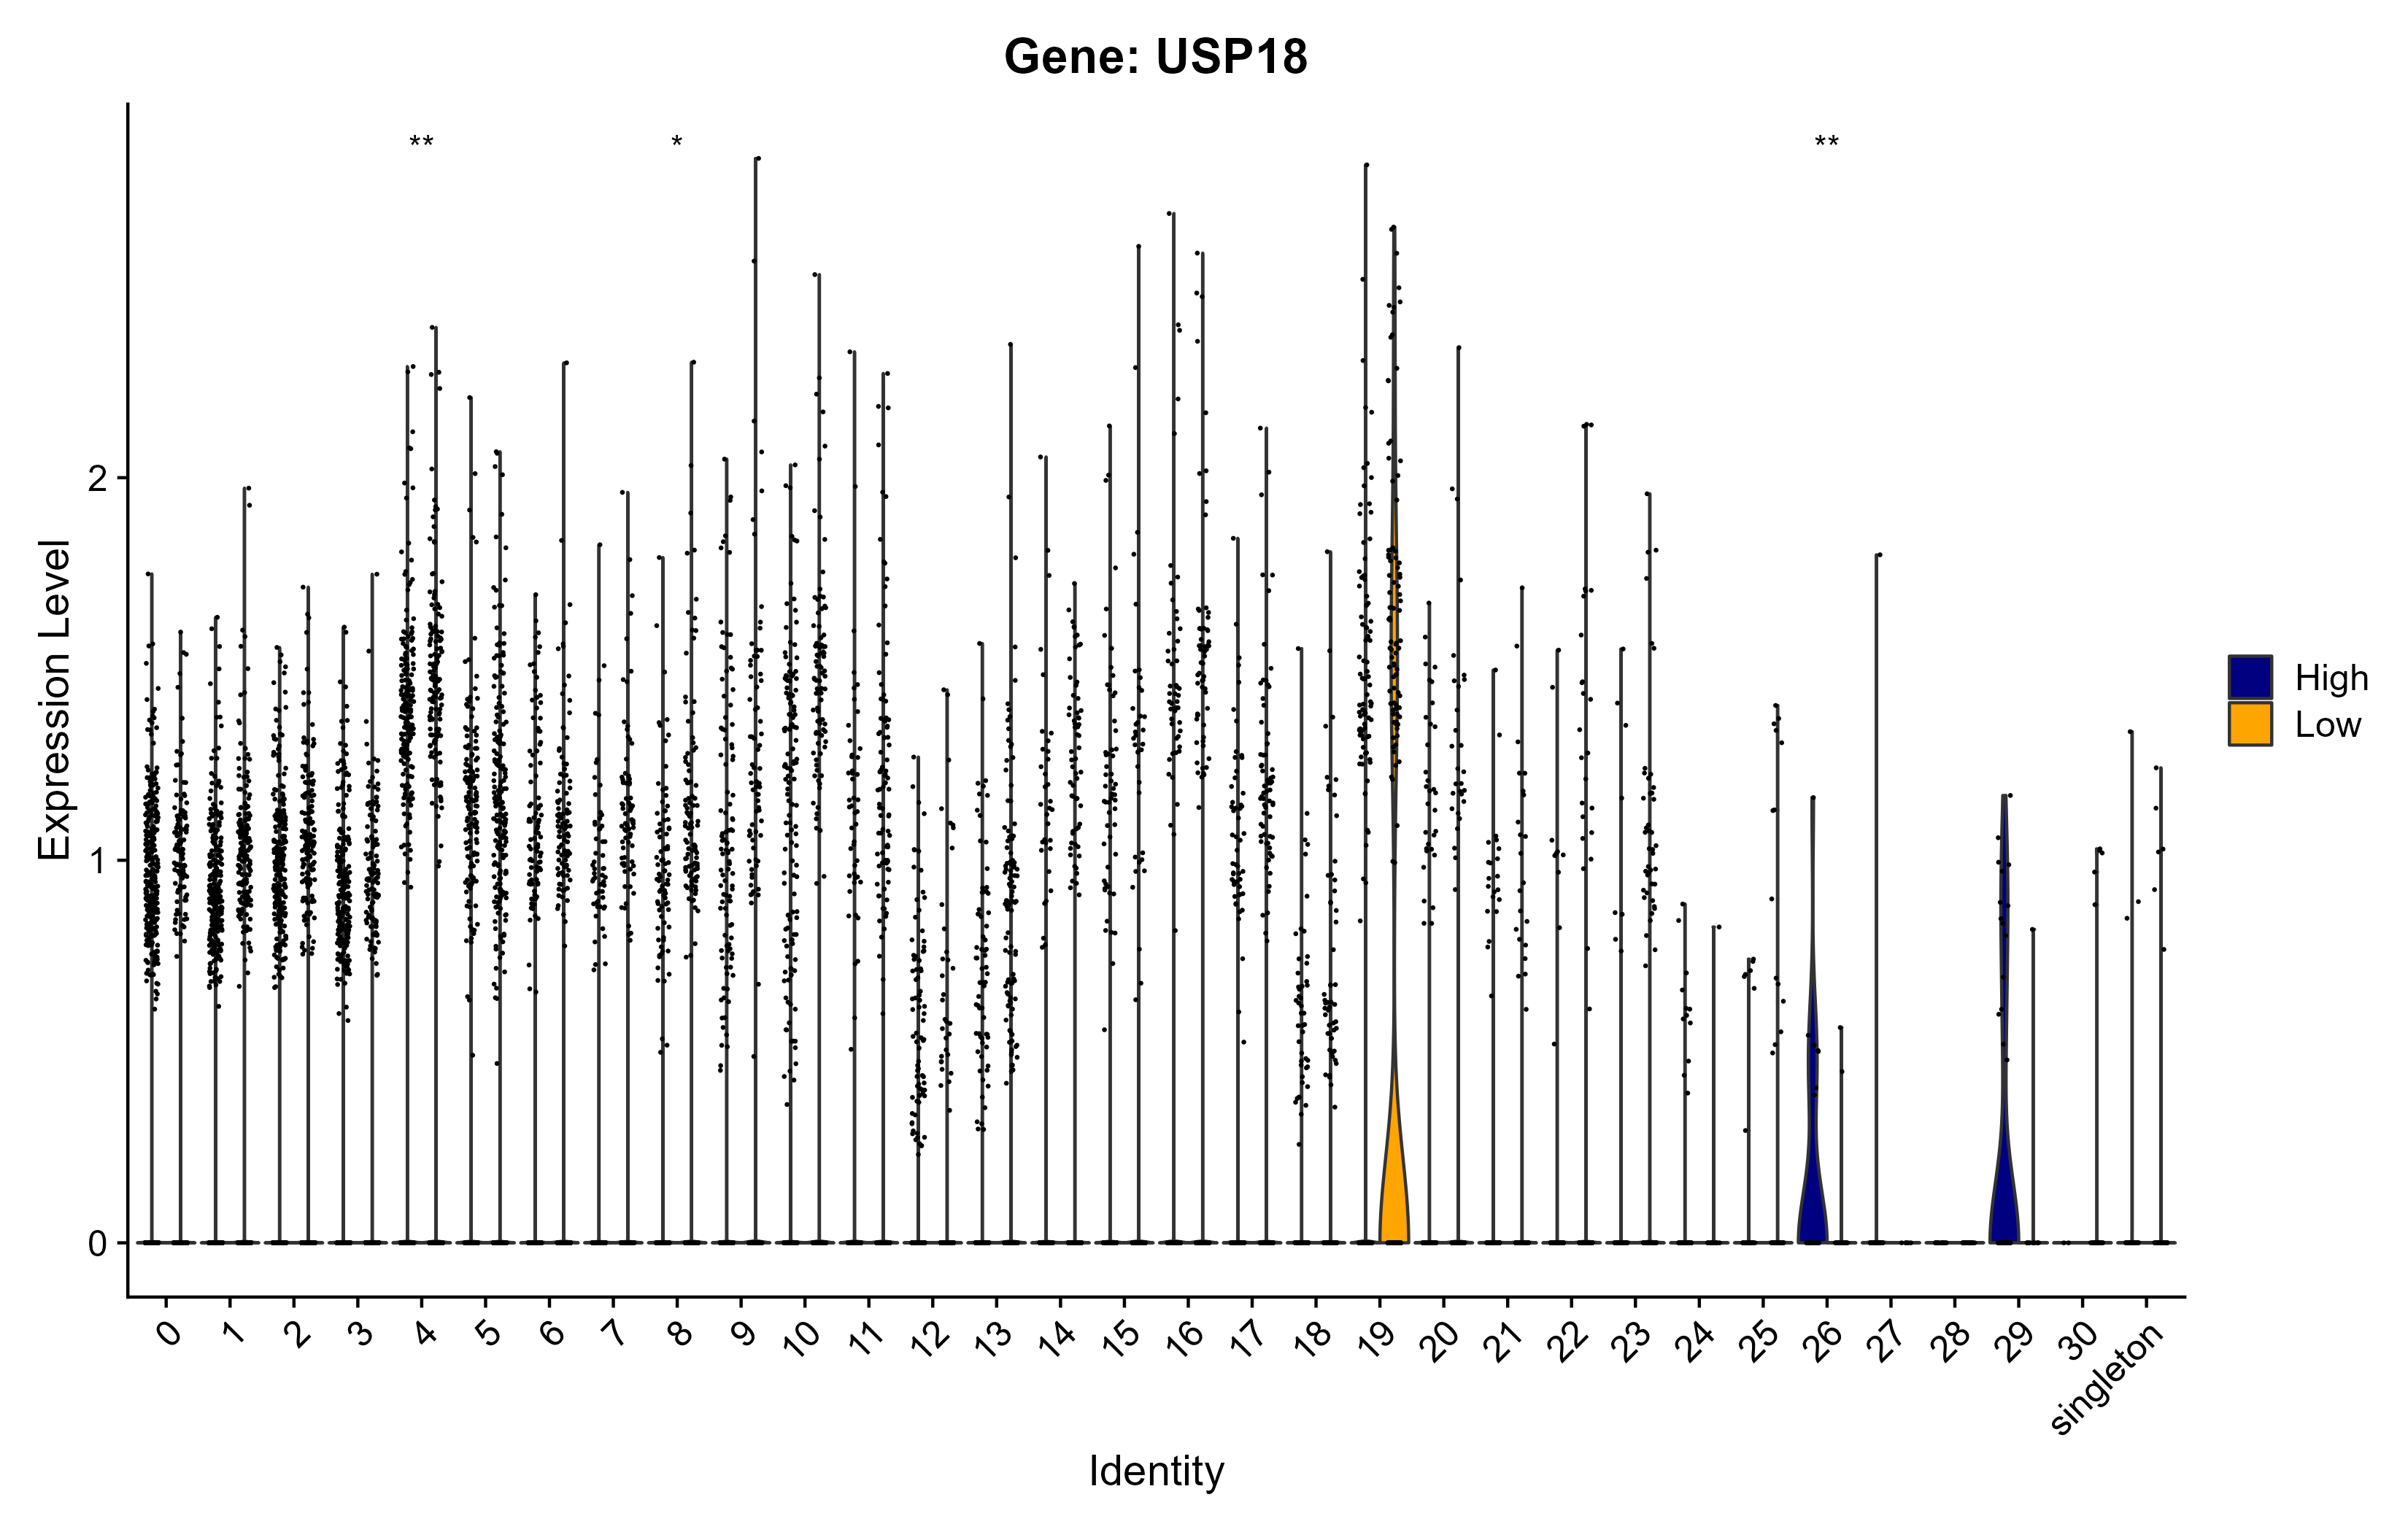 Gene: USP18
** * **
Expression Level
2
1
0
0 1 2 3 4 5 6 7 8 9 10 11 12 13 14 15 16 17 18 19 20 21 22 23 24 25 26 27 28 29 30 singleton
Identity
High
Low